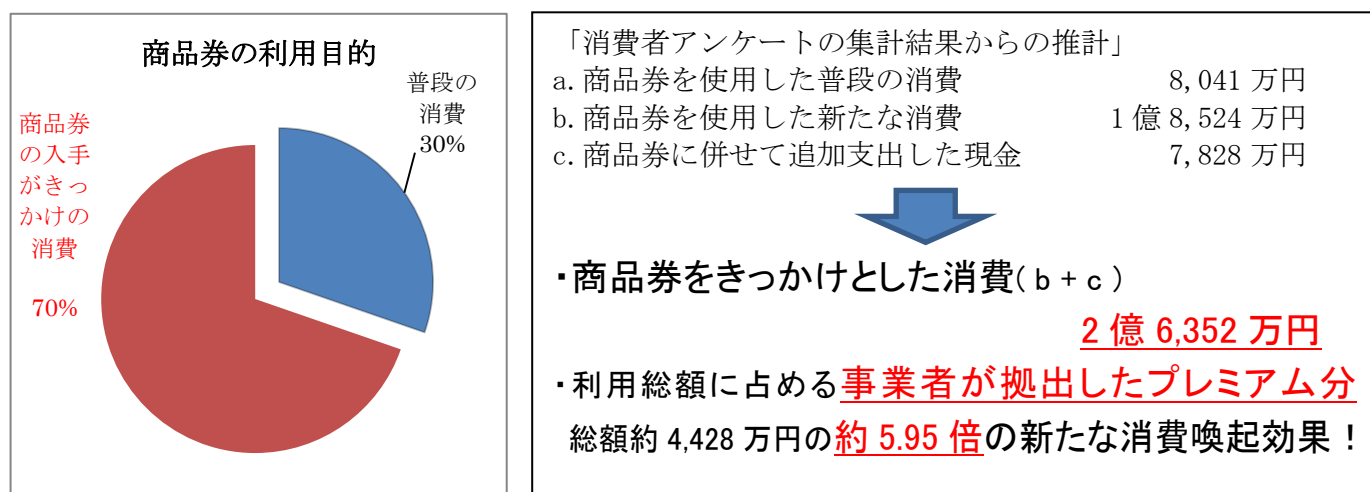 商品券の利用目的
普段の
消費
30%
商品券
の入手
がきっ
かけの
消費
70%
「消費者アンケートの集計結果からの推計」
a.商品券を使用した普段の消費 8,041 万円
b.商品券を使用した新たな消費 1 億 8,524 万円
c.商品券に併せて追加支出した現金 7,828 万円
・商品券をきっかけとした消費(b+c)
2 億 6,352 万円
・利用総額に占める事業者が拠出したプレミアム分
総額約 4,428 万円の約 5.95 倍の新たな消費喚起効果！